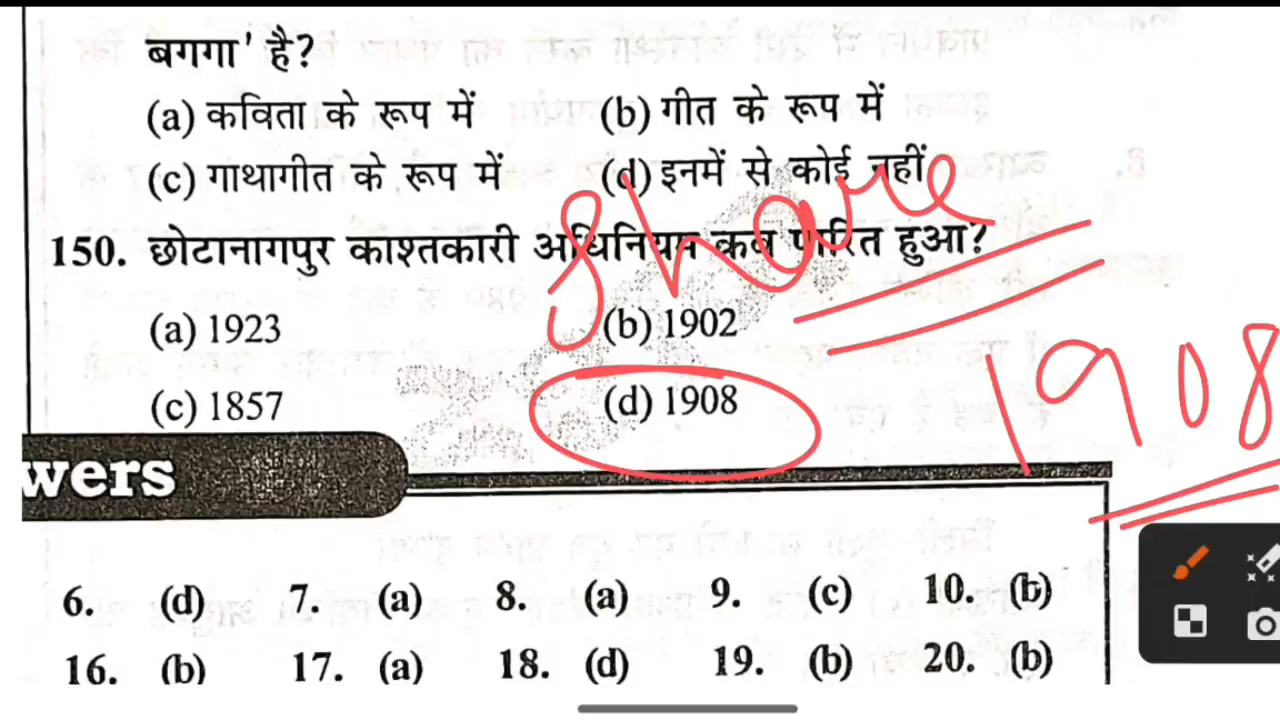 बगगा' है?
(a) कविता के रूप में (b) गीत के रूप में
(c) गाथागीत के रूप में (d) इनमें से कोई नहीं
Share
150. छोटानागपुर काश्तकारी अधिनियम कब पारित हुआ?
(a) 1923 (b) 1902
1908
(c) 1857 (d) 1908
wers
6. (d) 7. (a) 8. (a) 9. (c) 10. (b)
16. (b) 17. (a) 18. (d) 19. (b) 20. (b)